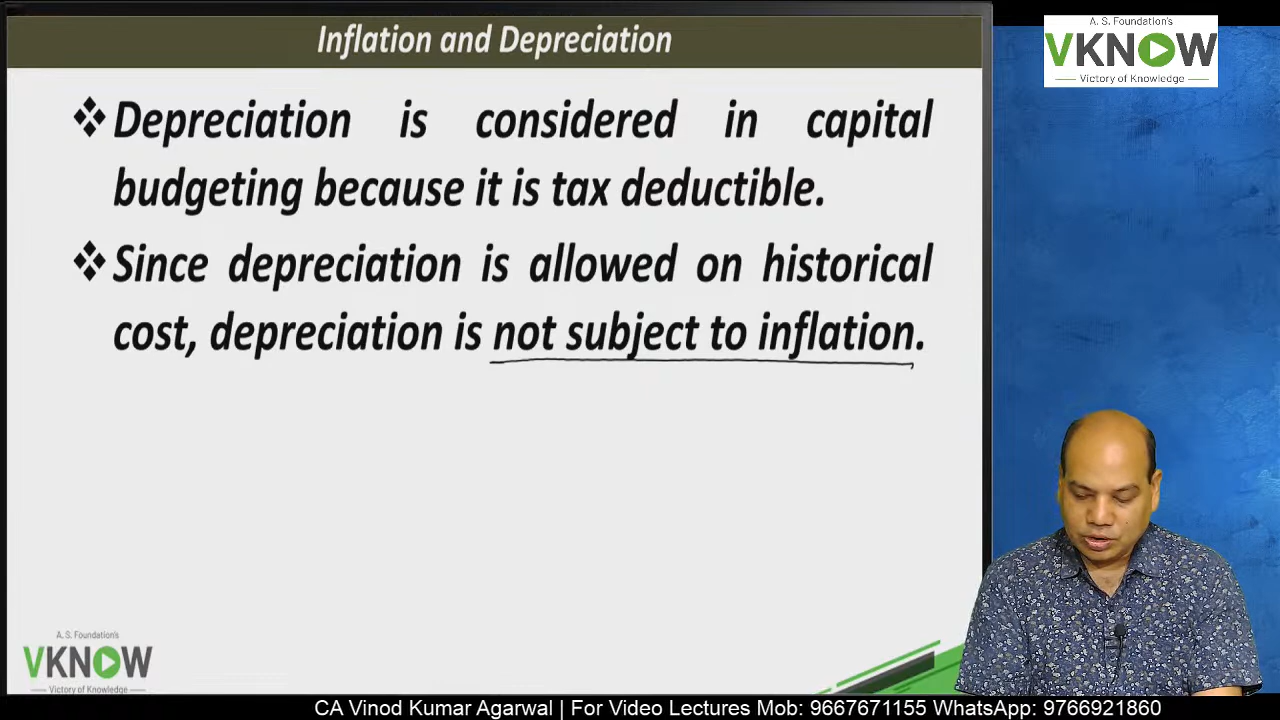 Inflation and Depreciation
A. S. Foundation's
VKNOW
Victory of Knowledge
❖ Depreciation is considered in capital
budgeting because it is tax deductible.
❖ Since depreciation is allowed on historical
cost, depreciation is not subject to inflation.
A. S. Foundation's
VKNOW
Victory of Knowledge
CA Vinod Kumar Agarwal | For Video Lectures Mob: 9667671155 WhatsApp: 9766921860